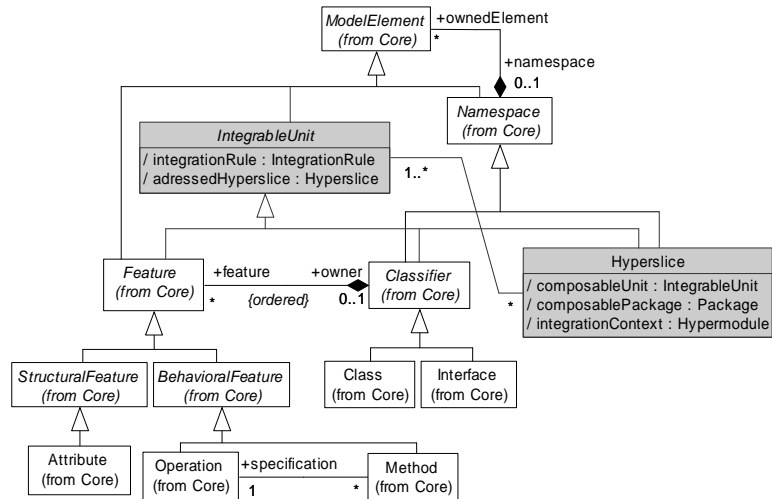 ModelElement
(from Core)
+ownedElement
*
+namespace
0..1
Namespace
(from Core)
IntegrableUnit
/ integrationRule : IntegrationRule
/ adressedHyperslice : Hyperslice
1..*
Feature
(from Core)
+feature
*
{ordered}
+owner
0..1
Classifier
(from Core)
*
Hyperslice
/ composableUnit : IntegrableUnit
/ composablePackage : Package
/ integrationContext : Hypermodule
StructuralFeature
(from Core)
BehavioralFeature
(from Core)
Class
(from Core)
Interface
(from Core)
Attribute
(from Core)
Operation
(from Core)
+specification
1
*
Method
(from Core)